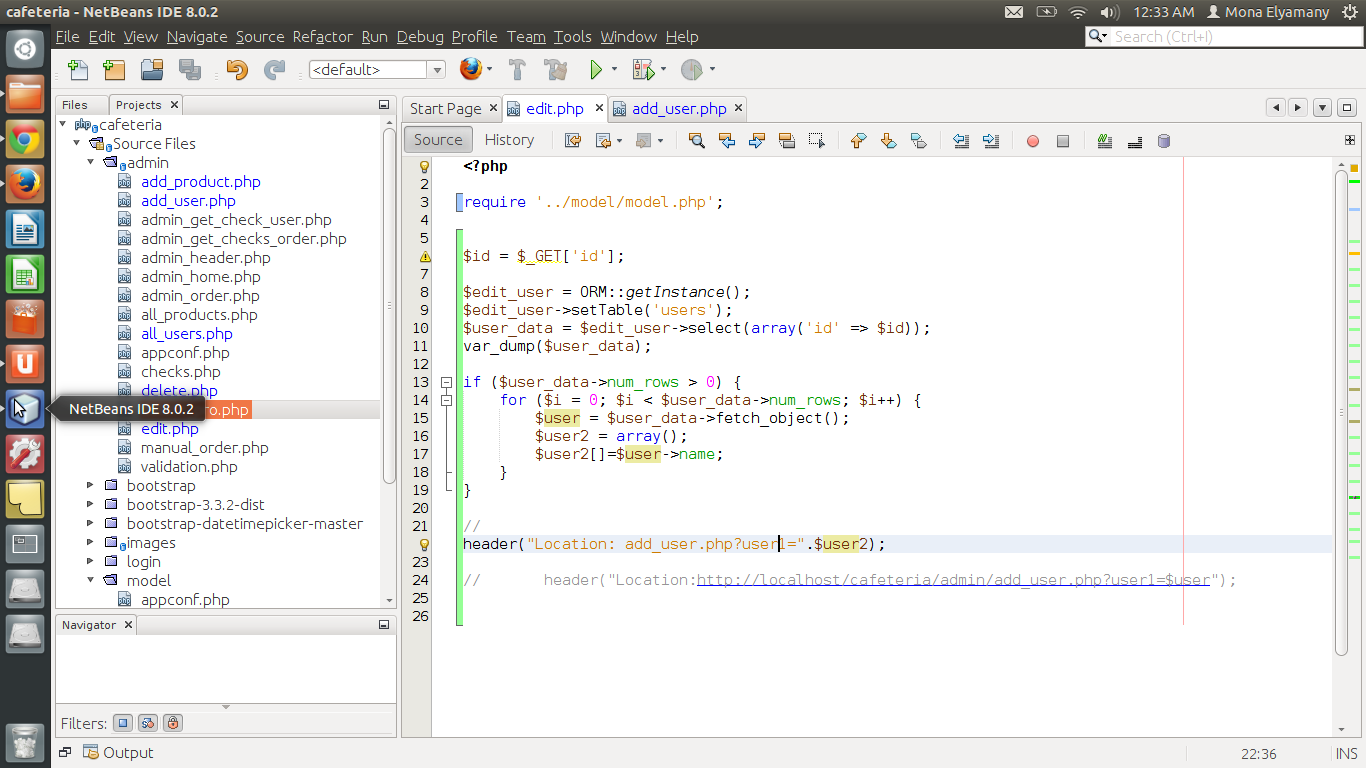 cafeteria - NetBeans IDE 8.0.2
12:33 AM
Mona Elyamany
File Edit View Navigate Source Refactor Run Debug Profile Team Tools Window Help
Search (Ctrl+I)
<default>
Files
Projects
cafeteria
Source Files
admin
add_product.php
add_user.php
admin_get_check_user.php
admin_get_checks_order.php
admin_header.php
admin_home.php
admin_order.php
all_products.php
all_users.php
appconf.php
checks.php
delete.php
NetBeans IDE 8.0.2
ro.php
edit.php
manual_order.php
validation.php
bootstrap
bootstrap-3.3.2-dist
bootstrap-datetimepicker-master
images
login
model
appconf.php
Navigator
Filters:
Output
Start Page
edit.php
add_user.php
Source
History
<?php
2
3 require '../model/model.php';
4
5
$id = $_GET['id'];
7
8 $edit_user = ORM::getInstance();
9 $edit_user->setTable('users');
10 $user_data = $edit_user->select(array('id' => $id));
11 var_dump($user_data);
12
13 if ($user_data->num_rows > 0) {
14 for ($i = 0; $i < $user_data->num_rows; $i++) {
15 $user = $user_data->fetch_object();
16 $user2 = array();
17 $user2[]=$user->name;
18 }
19 }
20
21 //
header("Location: add_user.php?user1=".$user2);
23
24 // header("Location:http://localhost/cafeteria/admin/add_user.php?user1=$user");
25
26
22:36
INS